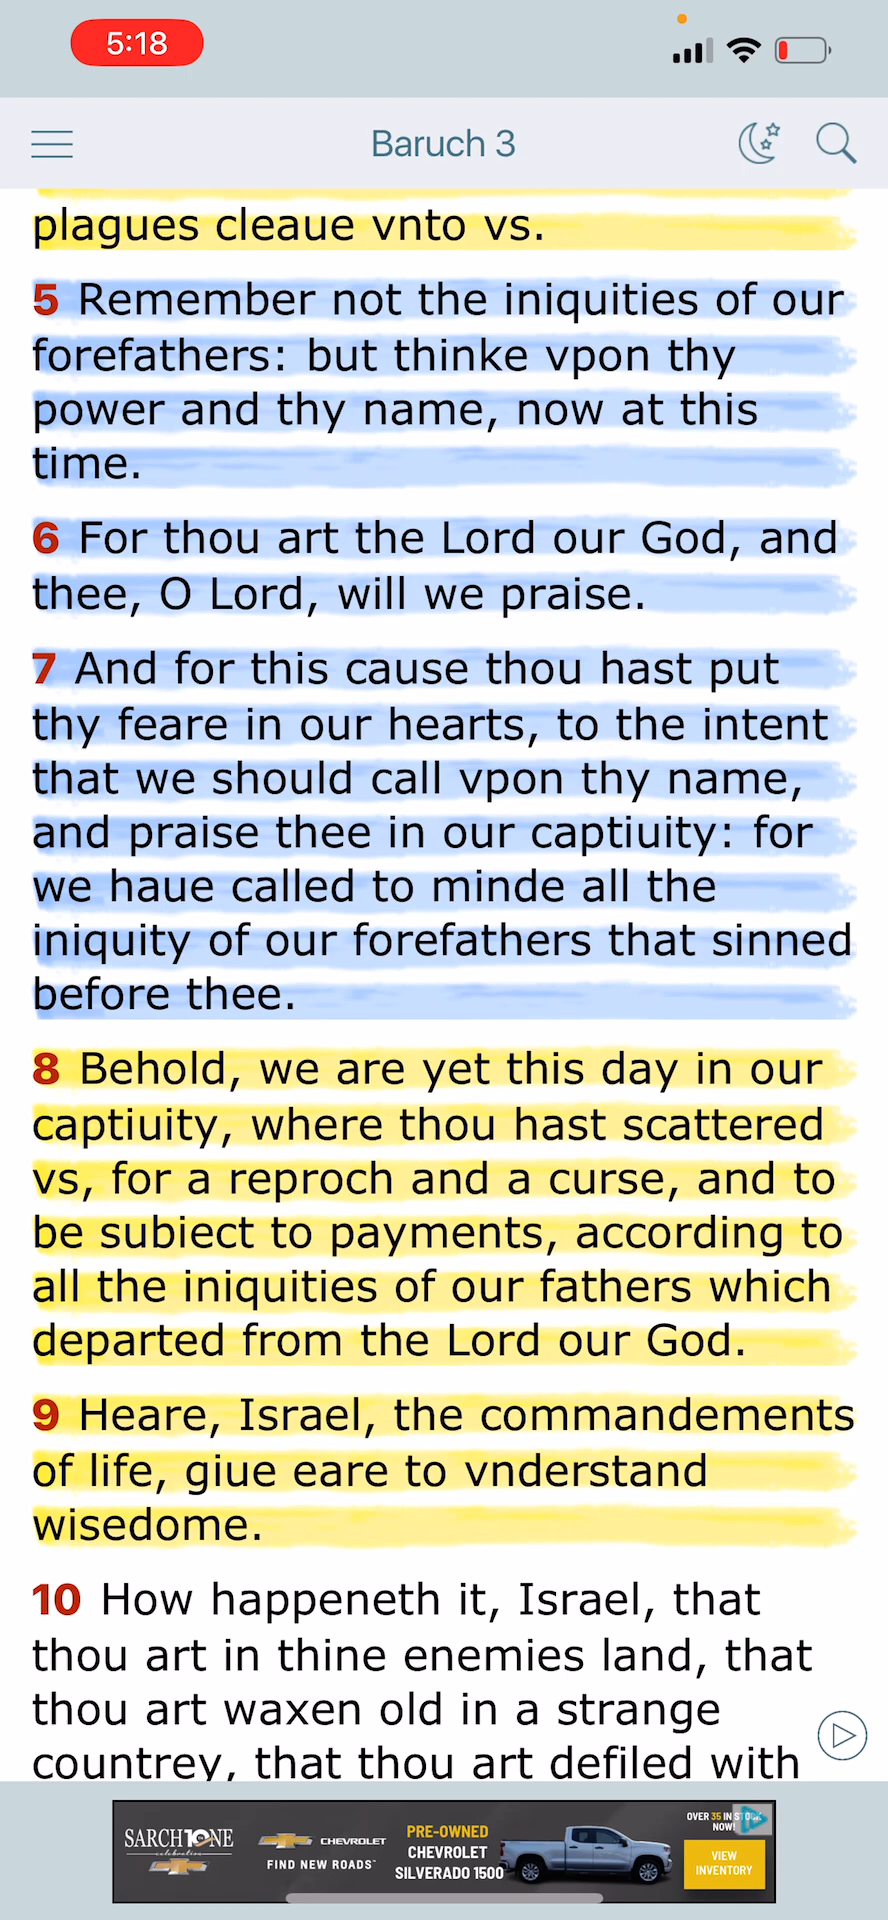 5:18
Baruch 3
plagues cleaue vnto vs.
5 Remember not the iniquities of our
forefathers: but thinke vpon thy
power and thy name, now at this
time.
6 For thou art the Lord our God, and
thee, O Lord, will we praise.
7 And for this cause thou hast put
thy feare in our hearts, to the intent
that we should call vpon thy name,
and praise thee in our captiuity: for
we haue called to minde all the
iniquity of our forefathers that sinned
before thee.
8 Behold, we are yet this day in our
captiuity, where thou hast scattered
vs, for a reproch and a curse, and to
be subiect to payments, according to
all the iniquities of our fathers which
departed from the Lord our God.
9 Heare, Israel, the commandements
of life, giue eare to vnderstand
wisedome.
10 How happeneth it, Israel, that
thou art in thine enemies land, that
thou art waxen old in a strange
countrey, that thou art defiled with
SARCHIONE
celebration
CHEVROLET
FIND NEW ROADS™
PRE-OWNED
CHEVROLET
SILVERADO 1500
OVER 35 IN STOCK
NOW!
VIEW
INVENTORY